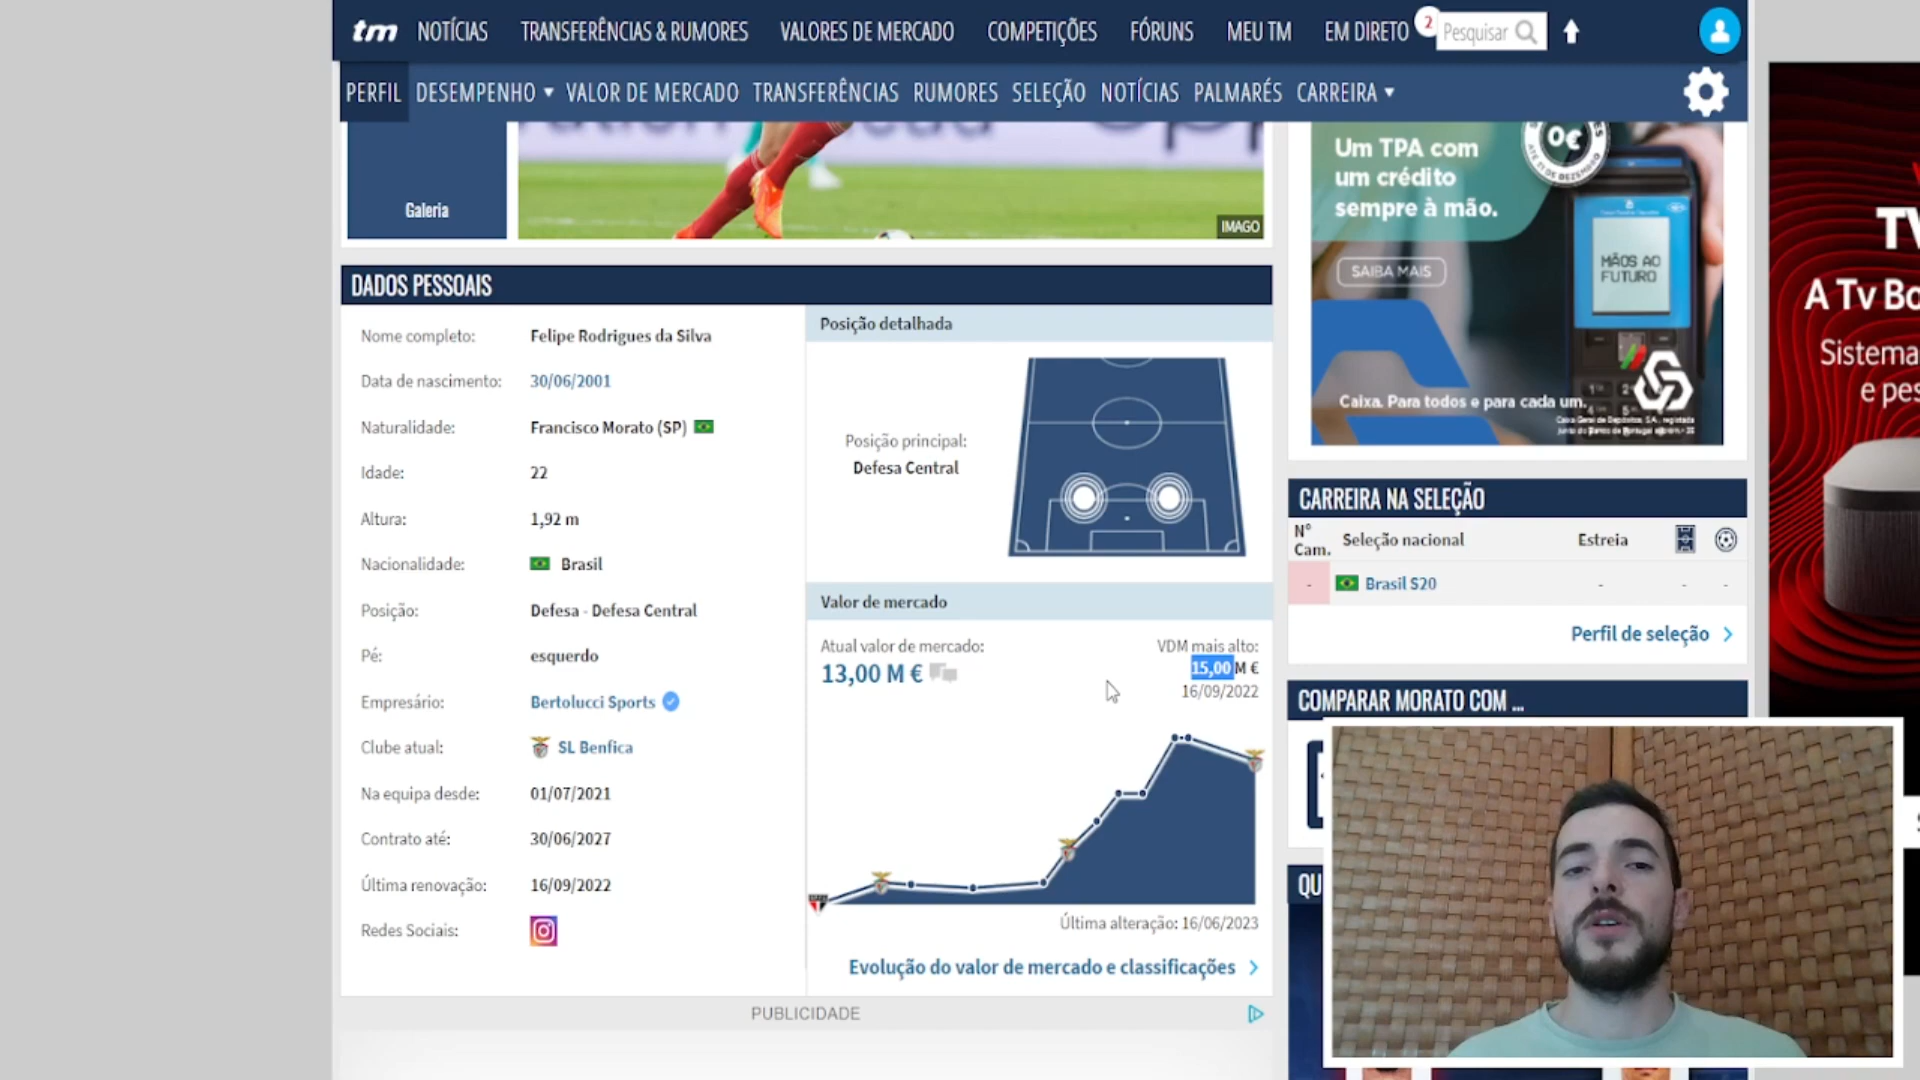 tm NOTÍCIAS TRANSFERÊNCIAS & RUMORES VALORES DE MERCADO COMPETIÇÕES FÓRUNS MEU TM EM DIRETO 2 Pesquisar
PERFIL DESEMPENHO VALOR DE MERCADO TRANSFERÊNCIAS RUMORES SELEÇÃO NOTÍCIAS PALMARÉS CARREIRA
Galeria
IMAGO
DADOS PESSOAIS
Nome completo: Felipe Rodrigues da Silva
Data de nascimento: 30/06/2001
Naturalidade: Francisco Morato (SP)
Idade: 22
Altura: 1,92 m
Nacionalidade: Brasil
Posição: Defesa - Defesa Central
Pé: esquerdo
Empresário: Bertolucci Sports
Clube atual: SL Benfica
Na equipa desde: 01/07/2021
Contrato até: 30/06/2027
Última renovação: 16/09/2022
Redes Sociais:
Posição detalhada
Posição principal:
Defesa Central
Valor de mercado
Atual valor de mercado:
13,00 M €
VDM mais alto:
15,00 M €
16/09/2022
Última alteração: 16/06/2023
Evolução do valor de mercado e classificações
PUBLICIDADE
Um TPA com
um crédito
sempre à mão.
0€
SAIBA MAIS
MÃOS AO
FUTURO
Caixa. Para todos e para cada um.
CARREIRA NA SELEÇÃO
N° Cam. Seleção nacional Estreia
- Brasil S20 - - -
Perfil de seleção
COMPARAR MORATO COM ...
QU
TV
A Tv Bo
Sistema
e pes